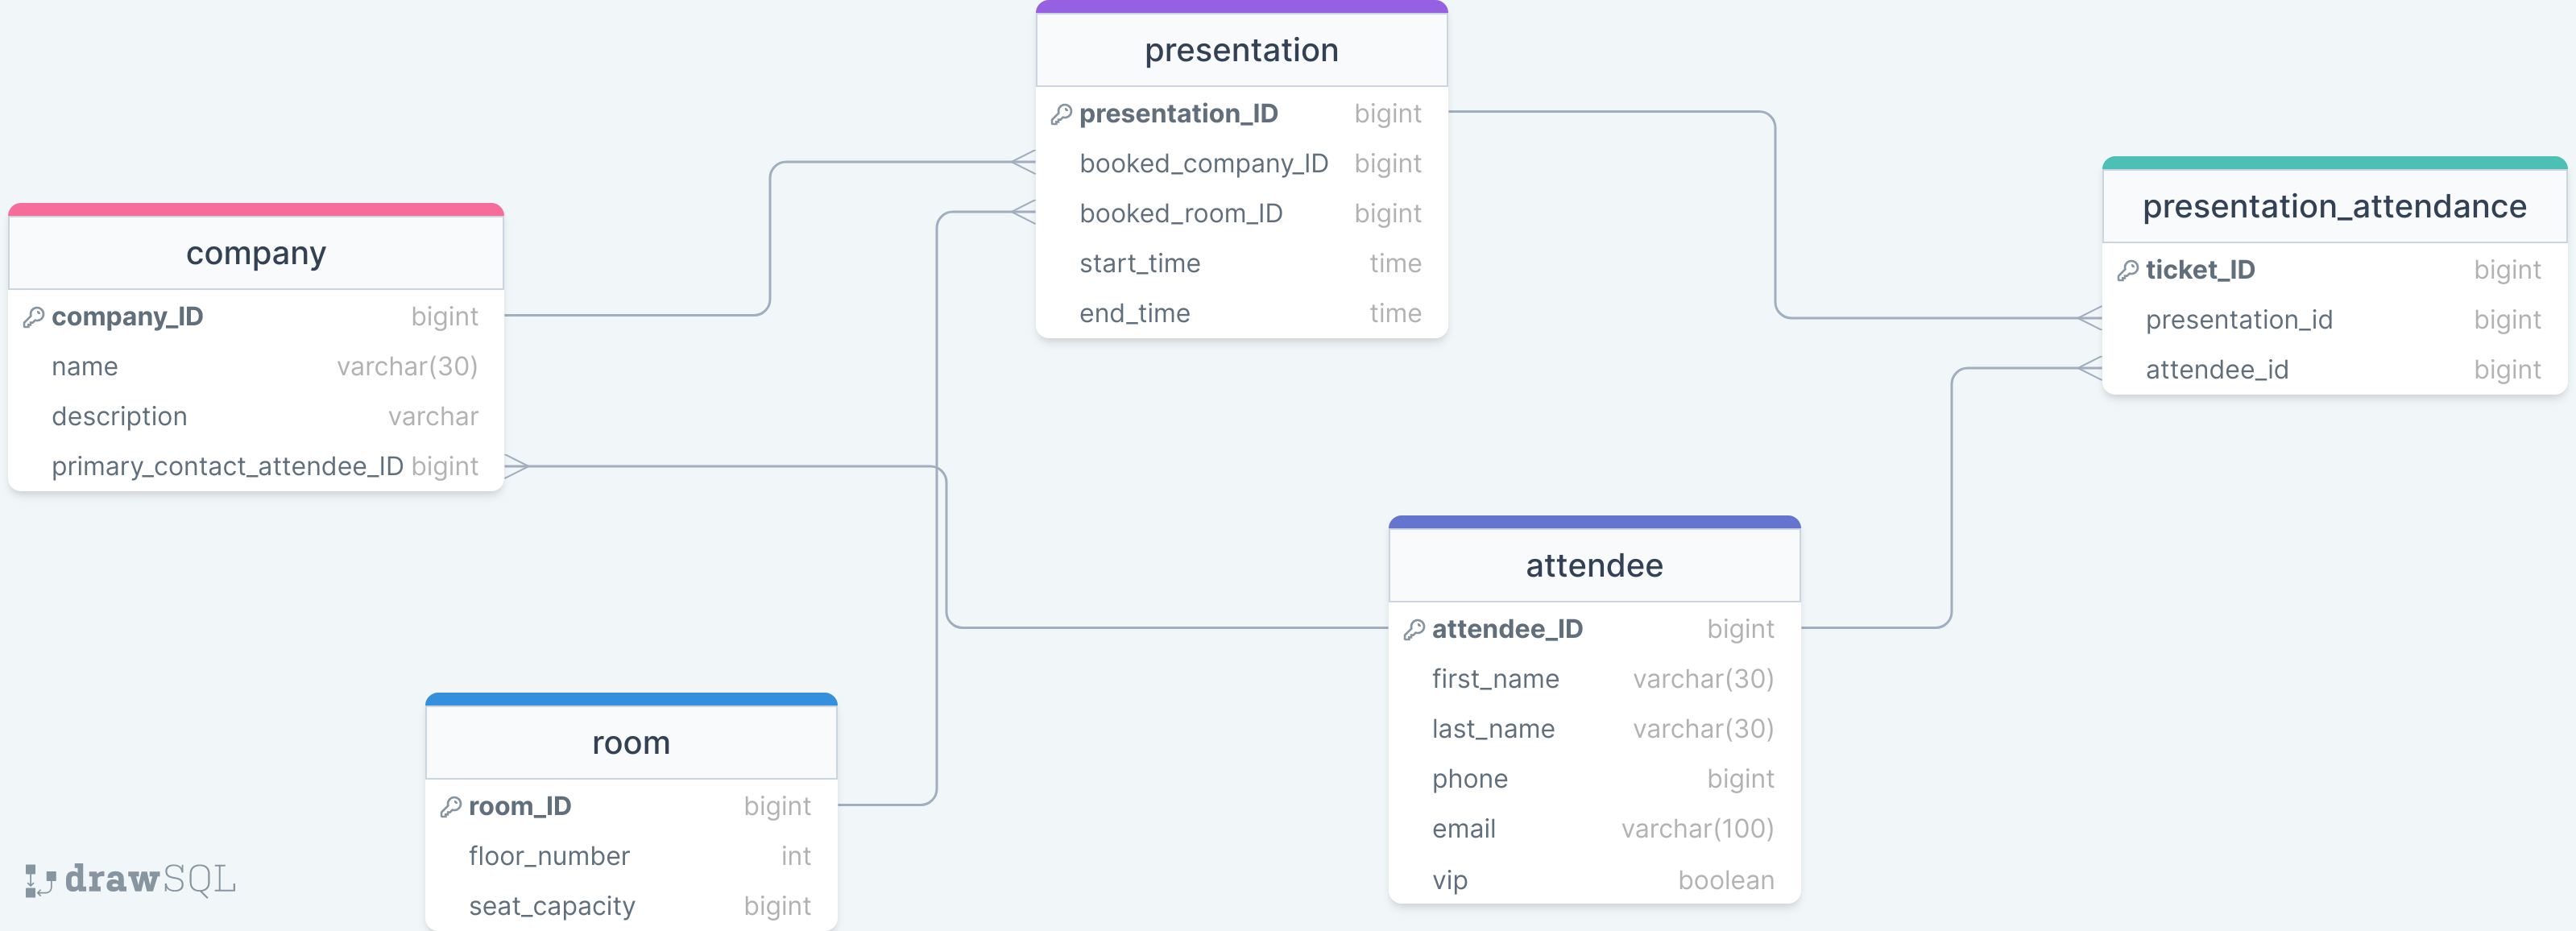 presentation
presentation_ID bigint
booked_company_ID bigint
booked_room_ID bigint
start_time time
end_time time
presentation_attendance
ticket_ID bigint
presentation_id bigint
attendee_id bigint
company
company_ID bigint
name varchar(30)
description varchar
primary_contact_attendee_ID bigint
attendee
attendee_ID bigint
first_name varchar(30)
last_name varchar(30)
phone bigint
email varchar(100)
vip boolean
room
room_ID bigint
floor_number int
seat_capacity bigint
drawSQL